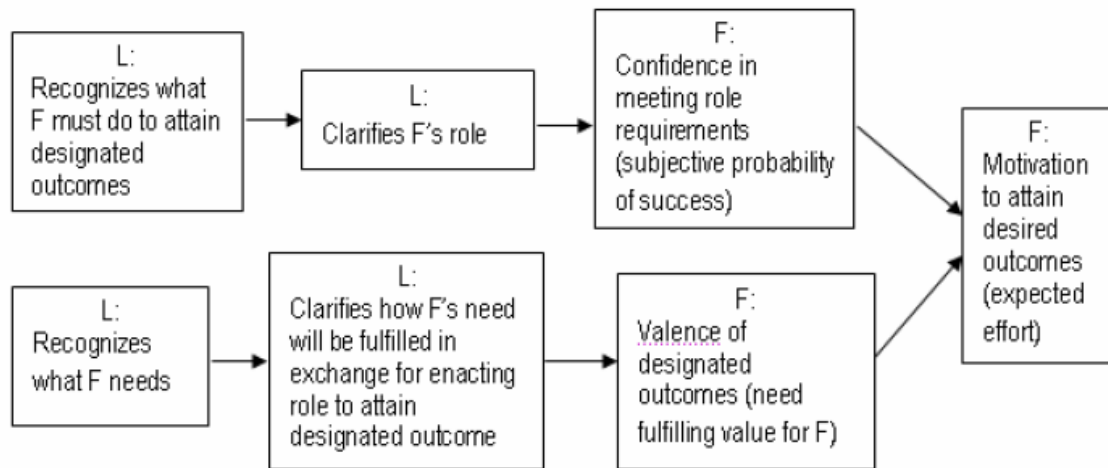 L:
Recognizes what
F must do to attain
designated
outcomes
L:
Clarifies F's role
F:
Confidence in
meeting role
requirements
(subjective probability
of success)
L:
Recognizes
what F needs
L:
Clarifies how F's need
will be fulfilled in
exchange for enacting
role to attain
designated outcome
F:
Valence of
designated
outcomes (need
fulfilling value for F)
F:
Motivation
to attain
desired
outcomes
(expected
effort)